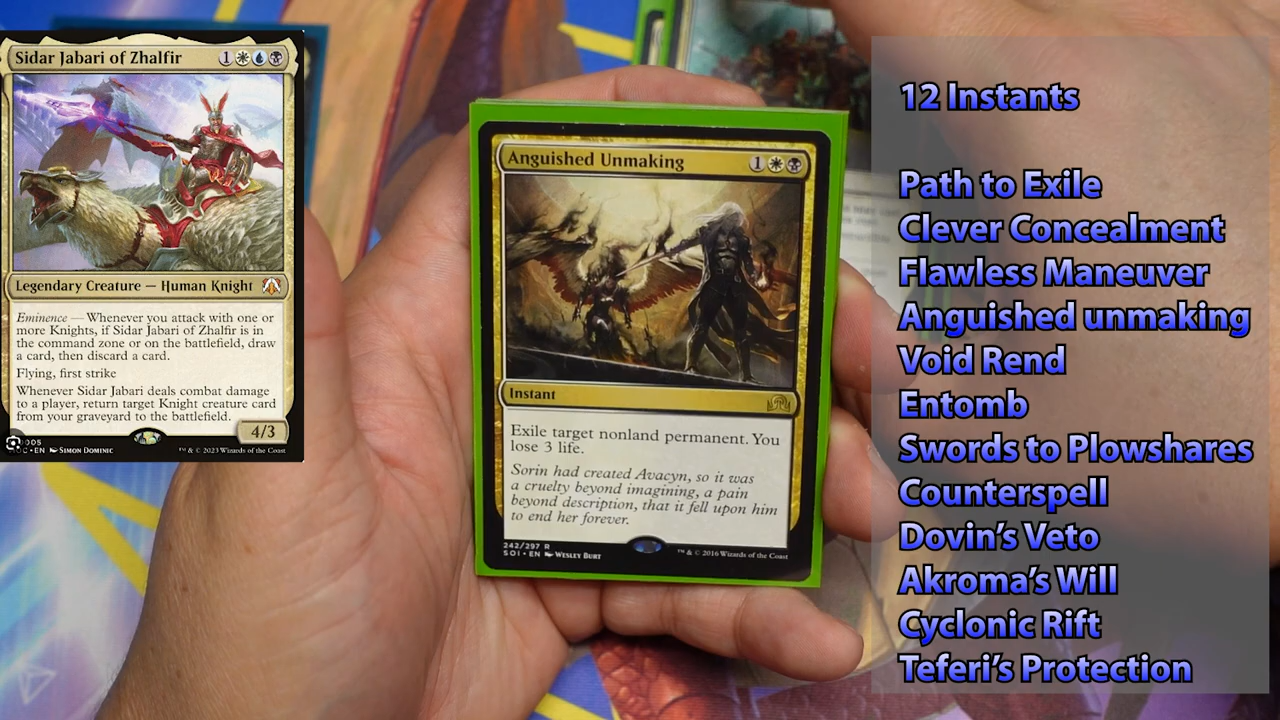 Sidar Jabari of Zhalfir
1
Legendary Creature — Human Knight
Eminence — Whenever you attack with one or
more Knights, if Sidar Jabari of Zhalfir is in
the command zone or on the battlefield, draw
a card, then discard a card.
Flying, first strike
Whenever Sidar Jabari deals combat damage
to a player, return target Knight creature card
from your graveyard to the battlefield.
4/3
EN SIMON DOMINIC
™ & © 2023 Wizards of the Coast
Anguished Unmaking
1
Instant
Exile target nonland permanent. You
lose 3 life.
Sorin had created Avacyn, so it was
a cruelty beyond imagining, a pain
beyond description, that it fell upon him
to end her forever.
242/297 R
SOI • EN WESLEY BURT
™ & © 2016 Wizards of the Coast
12 Instants
Path to Exile
Clever Concealment
Flawless Maneuver
Anguished unmaking
Void Rend
Entomb
Swords to Plowshares
Counterspell
Dovin's Veto
Akroma's Will
Cyclonic Rift
Teferi's Protection